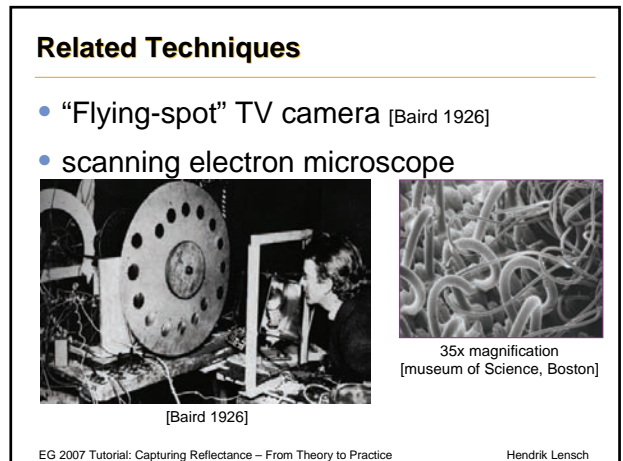 Related Techniques
• “Flying-spot” TV camera [Baird 1926]
• scanning electron microscope
35x magnification
[museum of Science, Boston]
[Baird 1926]
EG 2007 Tutorial: Capturing Reflectance – From Theory to Practice Hendrik Lensch